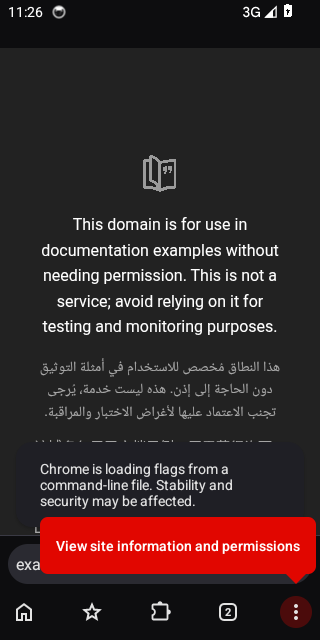 11:26
3G
This domain is for use in
documentation examples without
needing permission. This is not a
service; avoid relying on it for
testing and monitoring purposes.
هذا النطاق مُخصص للاستخدام في أمثلة التوثيق
دون الحاجة إلى إذن. هذه ليست خدمة، يُرجى
تجنب الاعتماد عليها لأغراض الاختبار والمراقبة.
Chrome is loading flags from a
command-line file. Stability and
security may be affected.
View site information and permissions
exa
2